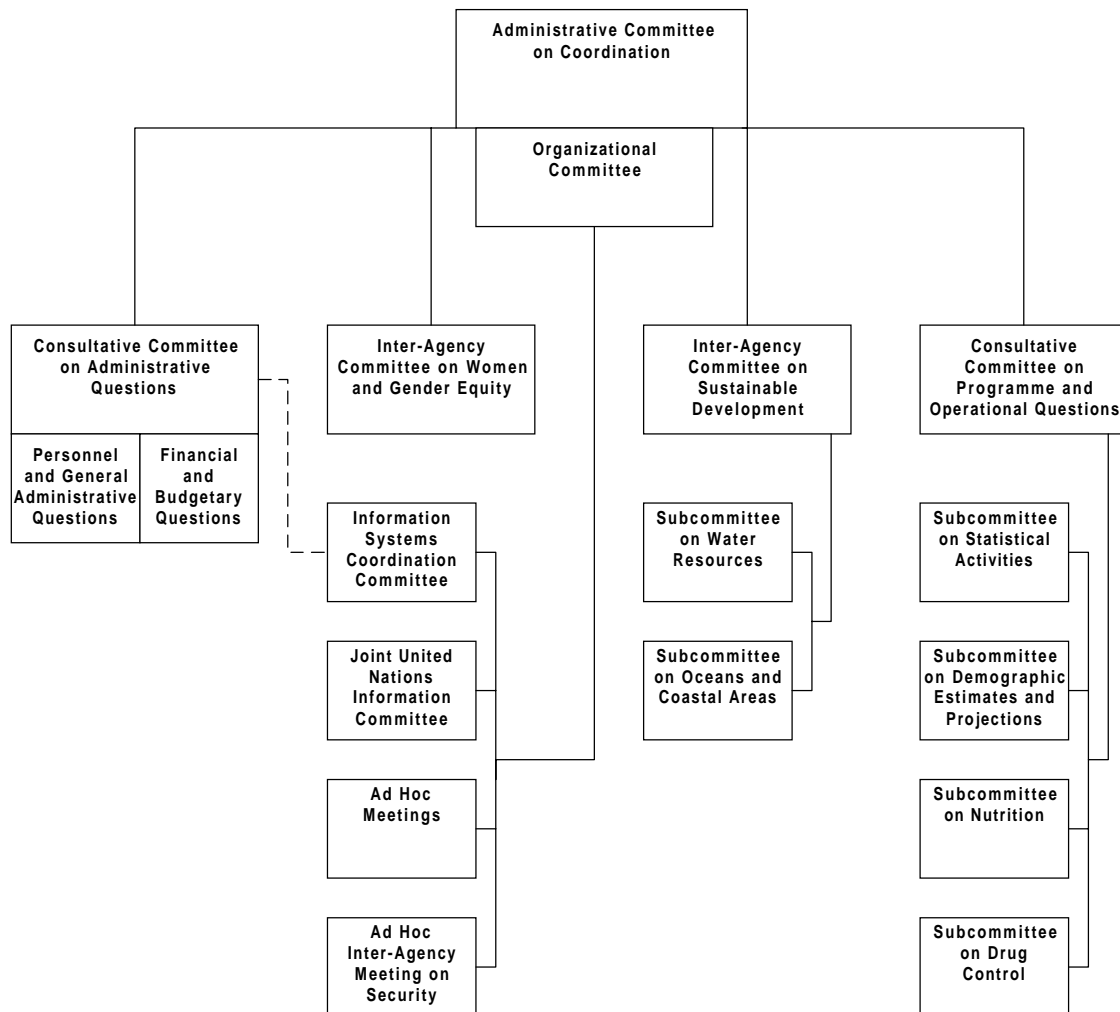 Administrative Committee
on Coordination
Organizational
Committee
Consultative Committee
on Administrative
Questions
Inter-Agency
Committee on Women
and Gender Equity
Inter-Agency
Committee on
Sustainable
Development
Consultative
Committee on
Programme and
Operational Questions
Personnel
and General
Administrative
Questions
Financial
and
Budgetary
Questions
Information
Systems
Coordination
Committee
Subcommittee
on Water
Resources
Subcommittee
on Statistical
Activities
Joint United
Nations
Information
Committee
Subcommittee
on Oceans and
Coastal Areas
Subcommittee
on Demographic
Estimates and
Projections
Ad Hoc
Meetings
Subcommittee
on Nutrition
Ad Hoc
Inter-Agency
Meeting on
Security
Subcommittee
on Drug
Control